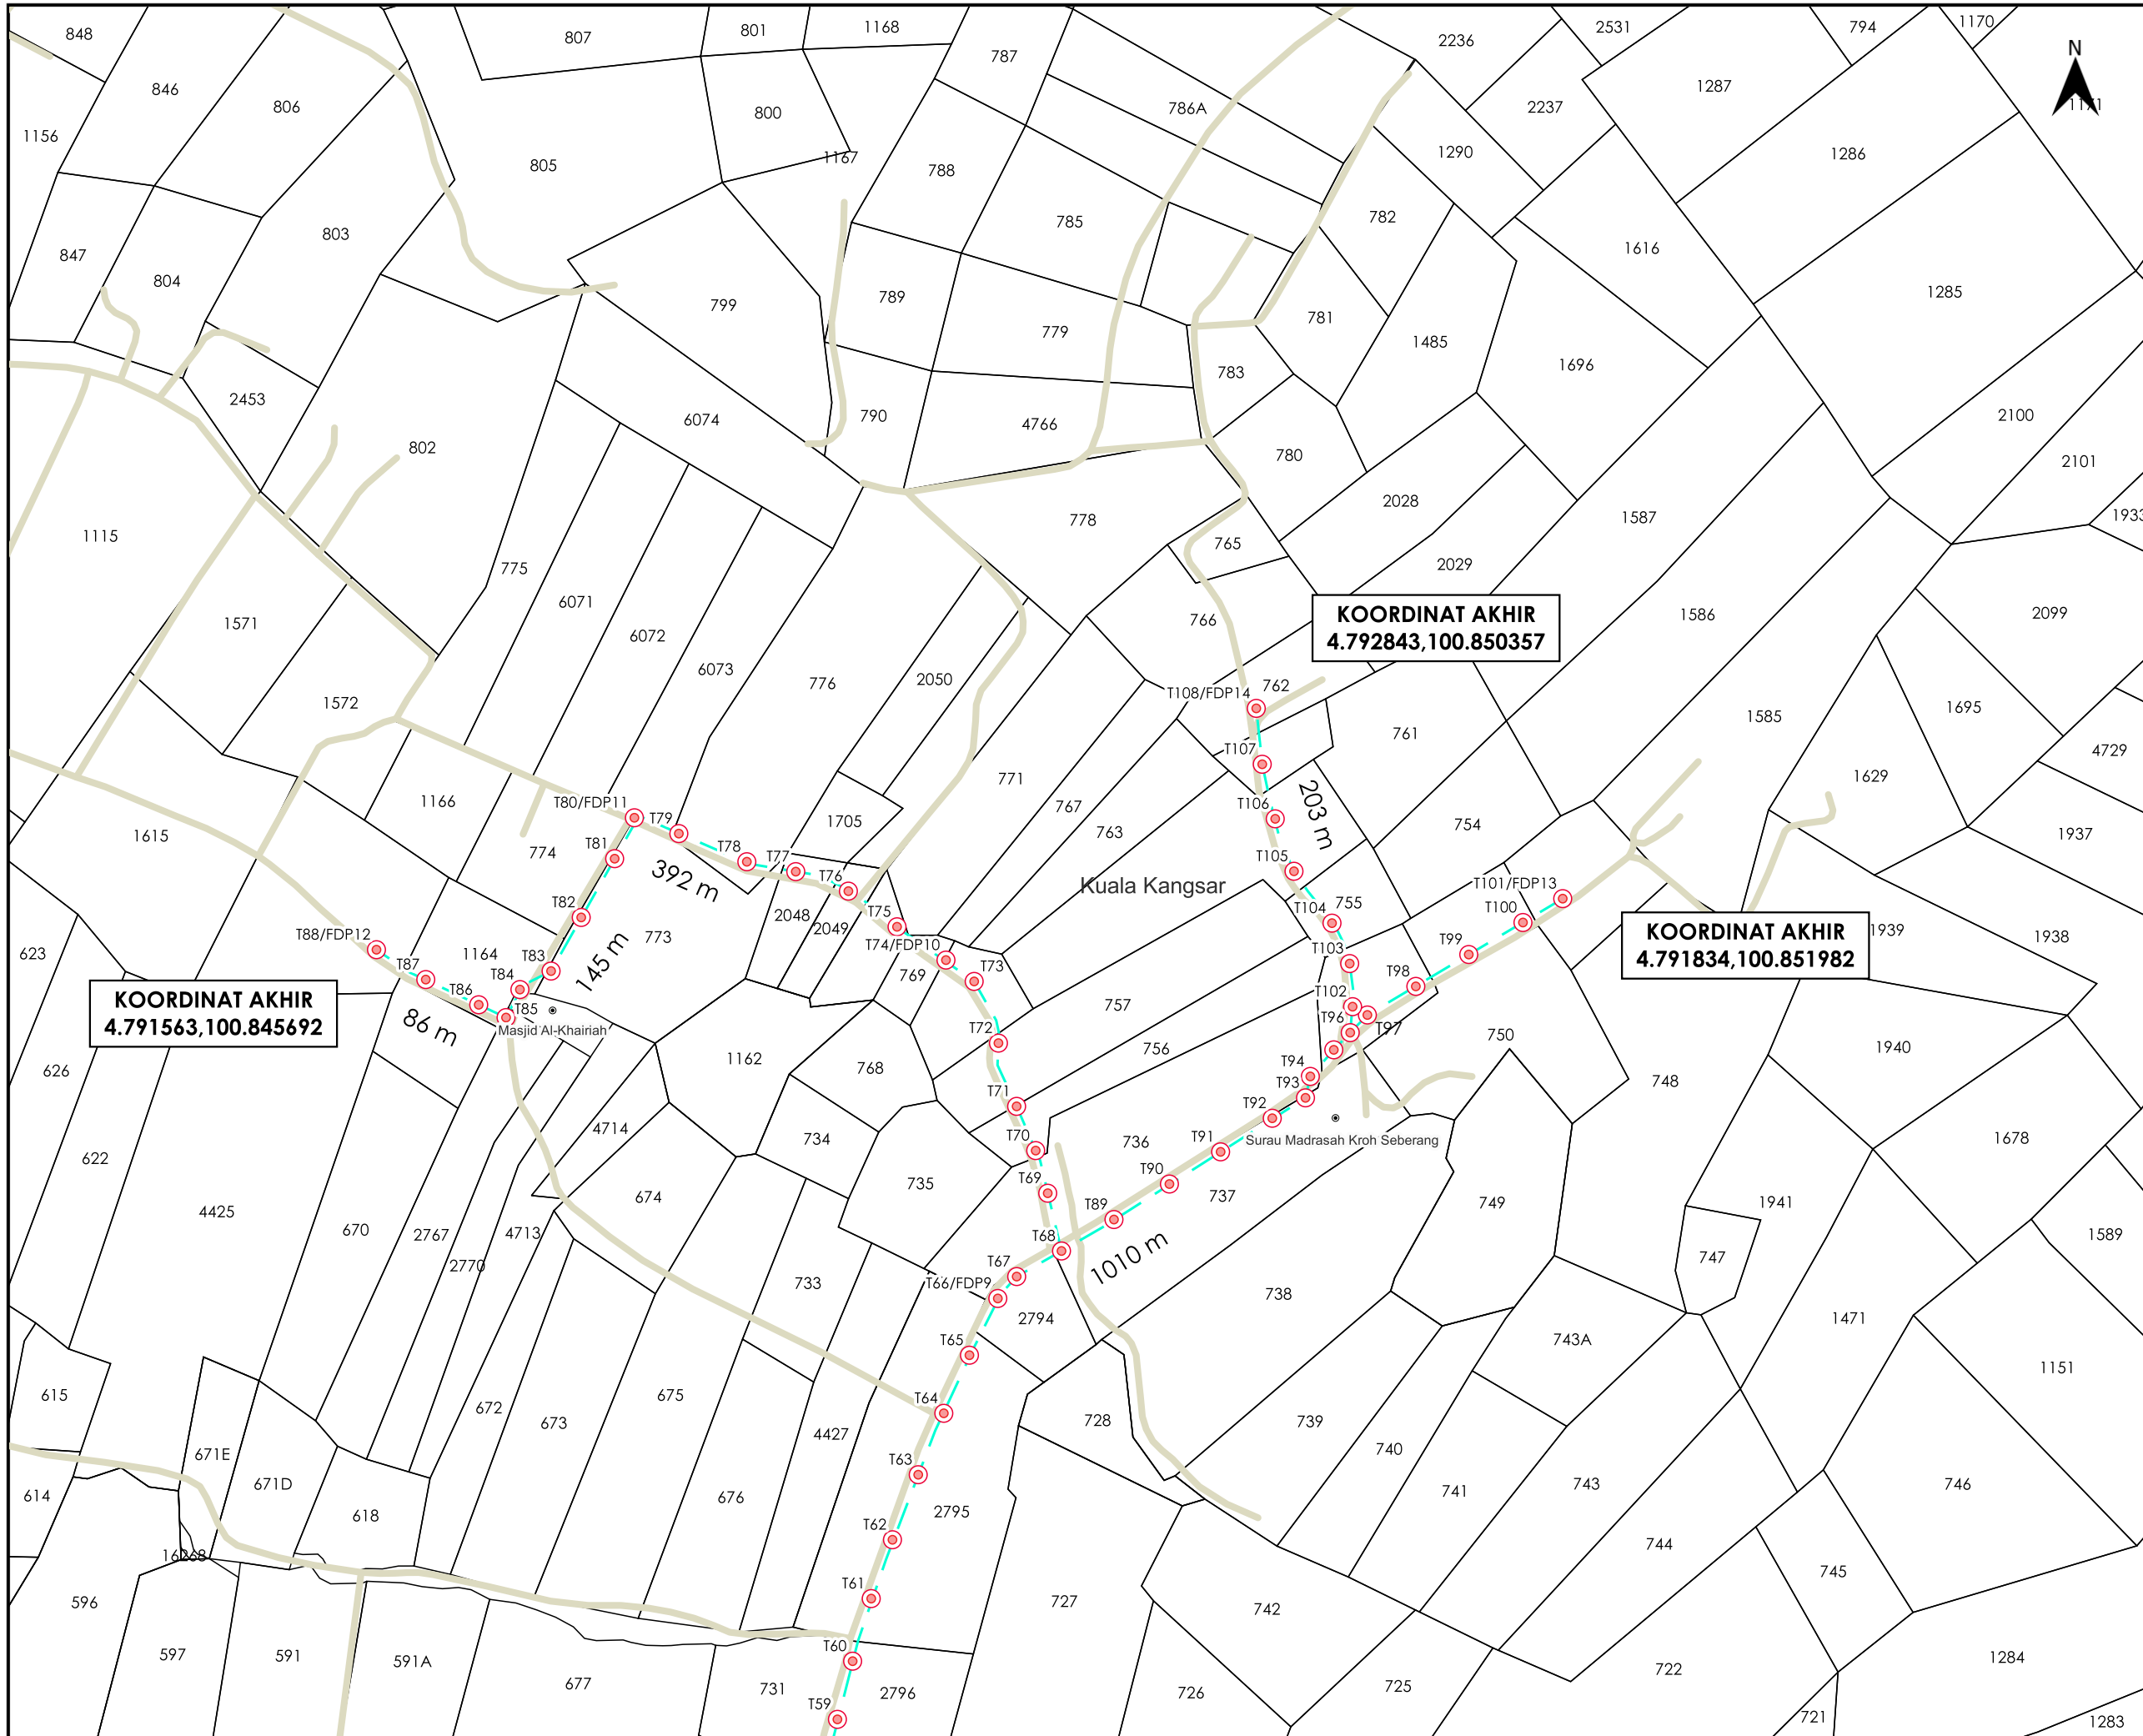 848
807
801
1168
2236
2531
794
1170
N
846
806
787
1287
1171
1156
805
800
786A
2237
1167
788
1290
1286
847
804
803
785
782
1616
799
789
779
781
1485
1285
783
1696
2453
802
6074
790
4766
780
2100
2101
1115
775
778
765
2028
1587
1933
2029
1571
6071
6072
766
KOORDINAT AKHIR
4.792843,100.850357
1586
2099
6073
776
2050
1572
T108/FDP14
762
761
1585
1695
4729
T107
771
767
203 m
1629
1166
T80/FDP11
T79
1705
763
T106
754
1937
1615
774
T81
T78
T77
T76
T105
392 m
Kuala Kangsar
T101/FDP13
T82
2048
2049
T75
T104
755
T100
T88/FDP12
1164
773
T74/FDP10
T103
T99
KOORDINAT AKHIR
4.791834,100.851982
1939
1938
623
T87
T84
T83
145 m
769
T73
T98
KOORDINAT AKHIR
4.791563,100.845692
T86
T85
Masjid Al-Khairiah
86 m
757
T102
T96
T97
750
626
1162
768
T72
756
T94
748
1940
T93
T71
T92
622
4714
734
T70
736
T91
Surau Madrasah Kroh Seberang
1678
4425
670
674
735
T69
T90
737
749
1941
2767
4713
T89
747
1589
2770
733
T68
1010 m
T67
T66/FDP9
738
2794
743A
1471
615
672
673
675
T65
1151
T64
728
739
671E
671D
4427
740
614
618
676
T63
2795
741
743
746
16268
T62
744
596
T61
727
742
745
597
591
591A
677
T60
731
2796
726
725
722
1284
T59
721
1283